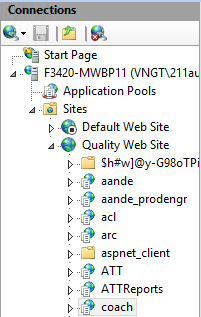 Connections
Start Page
F3420-MWBP11 (VNGT\211au
Application Pools
Sites
Default Web Site
Quality Web Site
$h#w]@y-G98oTPi
aande
aande_prodengr
acl
arc
aspnet_client
ATT
ATTReports
coach